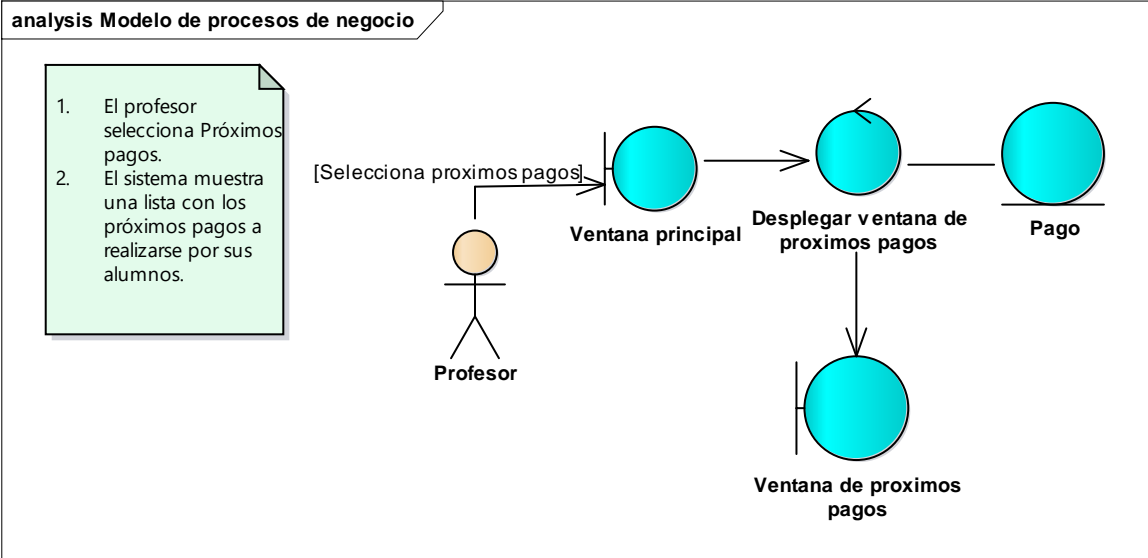 analysis Modelo de procesos de negocio
1. El profesor
selecciona Próximos
pagos.
2. El sistema muestra
una lista con los
próximos pagos a
realizarse por sus
alumnos.
[Selecciona proximos pagos]
Ventana principal
Desplegar ventana de
proximos pagos
Pago
Profesor
Ventana de proximos
pagos